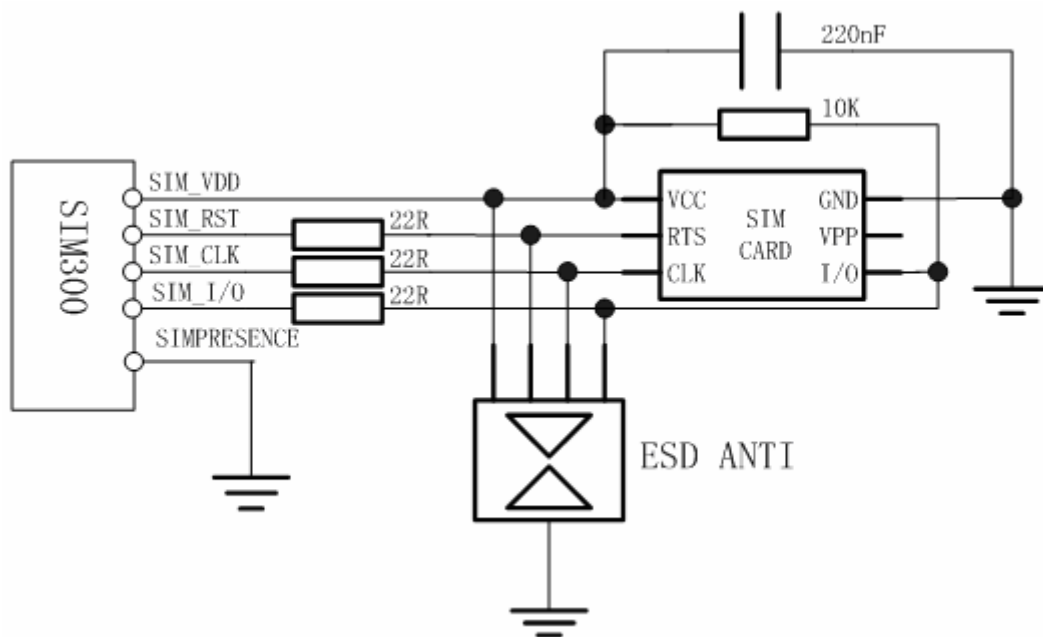 220nF
10K
SIM300
SIM_VDD
SIM_RST
22R
SIM_CLK
22R
SIM_I/O
22R
SIMPRESENCE
VCC
RTS
CLK
SIM
CARD
GND
VPP
I/O
ESD ANTI